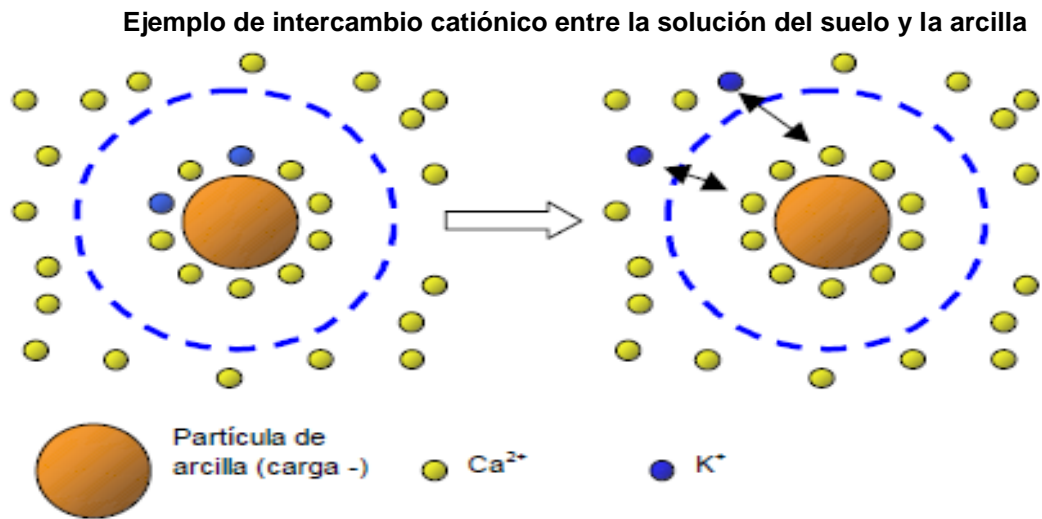 Ejemplo de intercambio catiónico entre la solución del suelo y la arcilla
Partícula de
arcilla (carga -)
Ca²⁺
K⁺